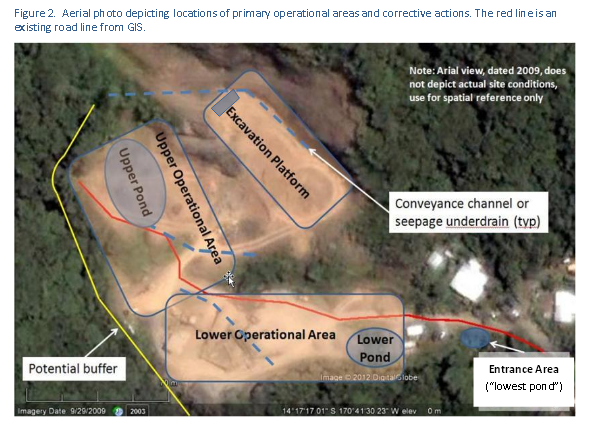 Figure 2. Aerial photo depicting locations of primary operational areas and corrective actions. The red line is an
existing road line from GIS.
Note: Arial view, dated 2009, does
not depict actual site conditions,
use for spatial reference only
Excavation Platform
Upper Operational Area
Upper Pond
Conveyance channel or
seepage underdrain (typ)
Lower Operational Area
Lower
Pond
Potential buffer
Entrance Area
("lowest pond")
Image © 2012 DigitalGlobe
Imagery Date 9/29/2009
2003
14°17'17 01" S 170°41'30 23" W elev 0 m